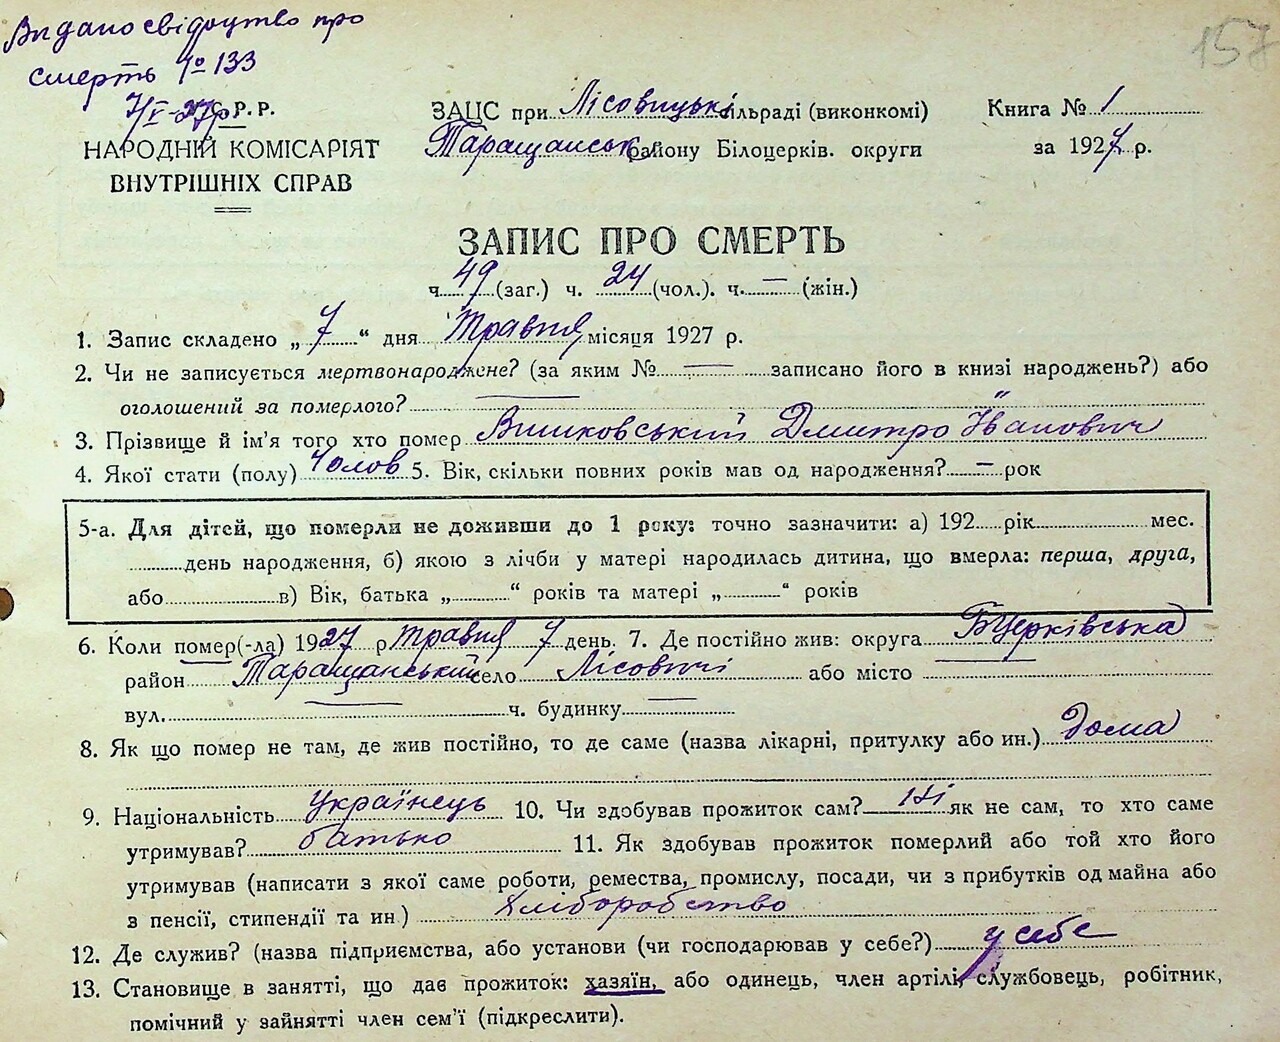 Видано свідоцтво про
157
смерть № 133
7/V-27р. С. Р. Р.
ЗАЦС при Лісовицькі сільраді (виконкомі)
Книга № 1
НАРОДНІЙ КОМІСАРІЯТ
Таращанськ району Білоцерків. округи
за 1927 р.
ВНУТРІШНІХ СПРАВ
ЗАПИС ПРО СМЕРТЬ
ч. 49 (заг.) ч. 24 (чол.). ч. — (жін.)
1. Запис складено „ 7 “ дня Травня місяця 1927 р.
2. Чи не записується мертвонароджене? (за яким № — записано його в книзі народжень?) або
оголошений за померлого? —
3. Прізвище й ім'я того хто помер Вишковський Дмитро Іванович
4. Якої статі (полу) Чолов 5. Вік, скільки повних років мав од народження? — рок
5-а. Для дітей, що померли не доживши до 1 року: точно зазначити: а) 192 рік мес.
день народження, б) якою з лічби у матері народилась дитина, що вмерла: перша, друга,
або в) Вік, батька „ “ років та матері „ “ років
6. Коли помер(-ла) 1927 р травня 7 день. 7. Де постійно жив: округа БЦерківська
район Таращанський село Лісовичі або місто —
вул. — ч. будинку —
8. Як що помер не там, де жив постійно, то де саме (назва лікарні, притулку або ин.) Дома
9. Національність українець 10. Чи здобував прожиток сам? Ні як не сам, то хто саме
утримував? батько 11. Як здобував прожиток померлий або той хто його
утримував (написати з якої саме роботи, ремества, промислу, посади, чи з прибутків од майна або
з пенсії, стипендії та ин.) Хліборобство
12. Де служив? (назва підприємства, або установи (чи господарював у себе?) у себе
13. Становище в занятті, що дає прожиток: хазяїн, або одинець, член артілі, службовець, робітник,
помічний у зайнятті член сем'ї (підкреслити).